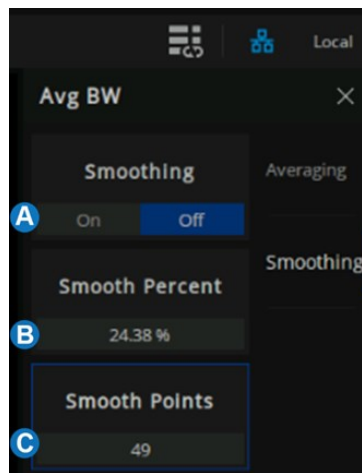 Local
Avg BW
Smoothing
Averaging
A
On Off
Smoothing
Smooth Percent
B
24.38 %
Smooth Points
C
49